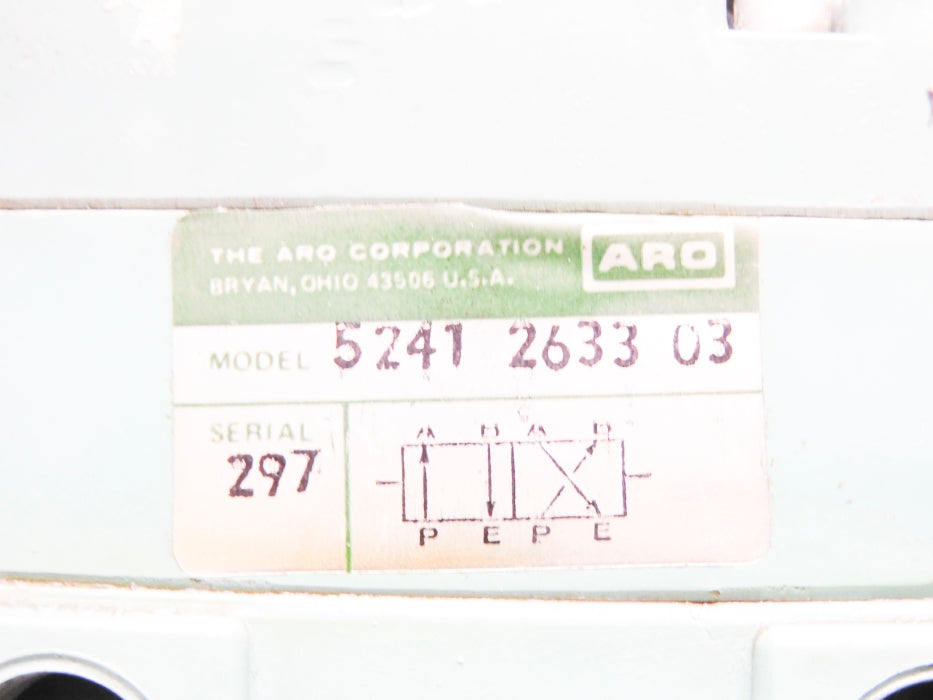 THE ARO CORPORATION
BRYAN, OHIO 43506 U.S.A.
ARO
MODEL 5241 2633 03
SERIAL
297
A B A B
P E P E